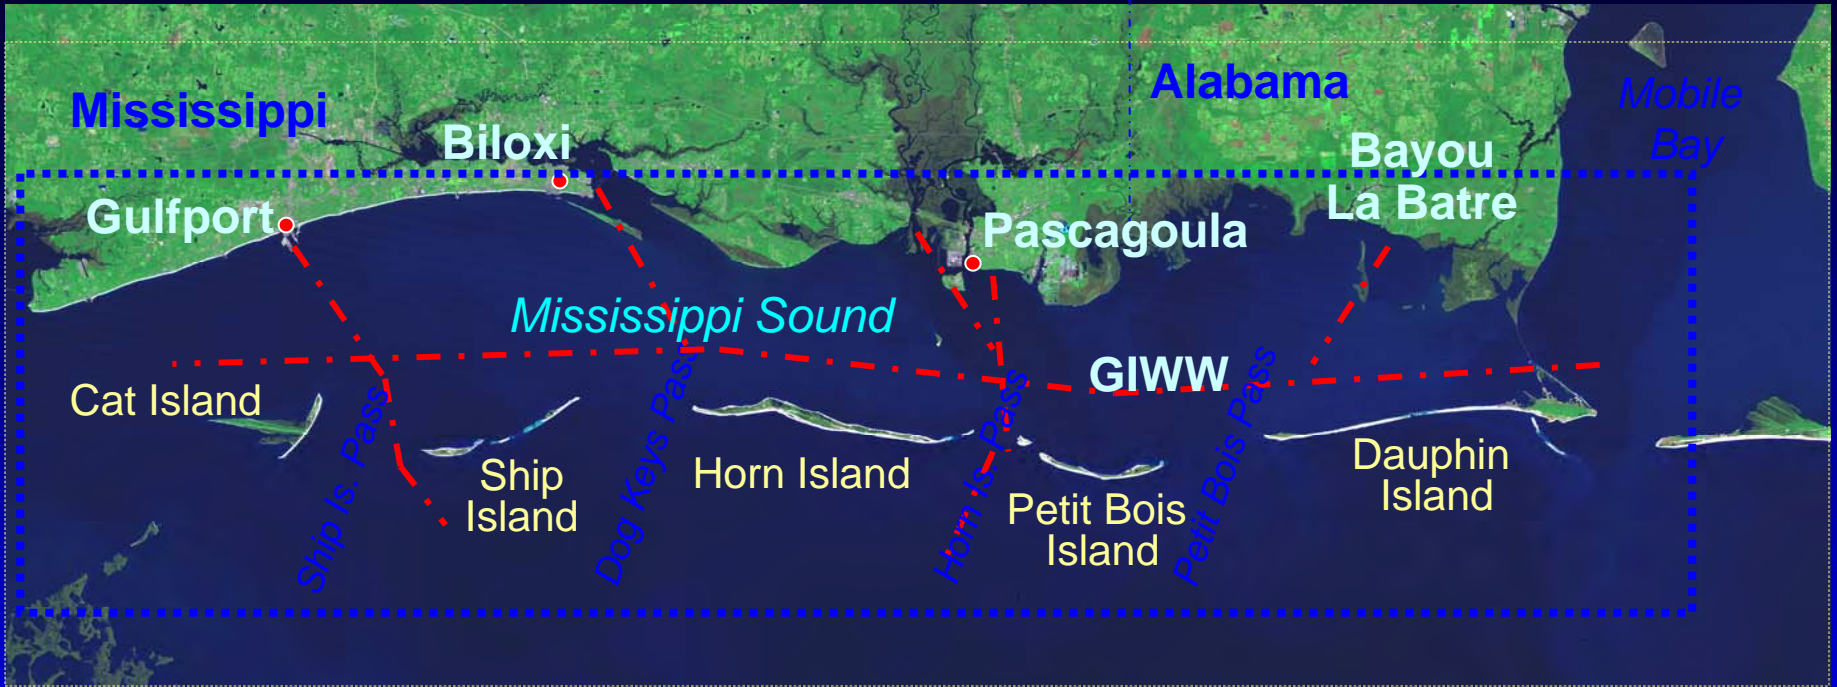 Mississippi
Alabama
Mobile
Bay
Biloxi
Bayou
La Batre
Gulfport
Pascagoula
Mississippi Sound
GIWW
Cat Island
Ship Is. Pass
Ship
Island
Dog Keys Pass
Horn Island
Horn Is. Pass
Petit Bois
Island
Petit Bois Pass
Dauphin
Island